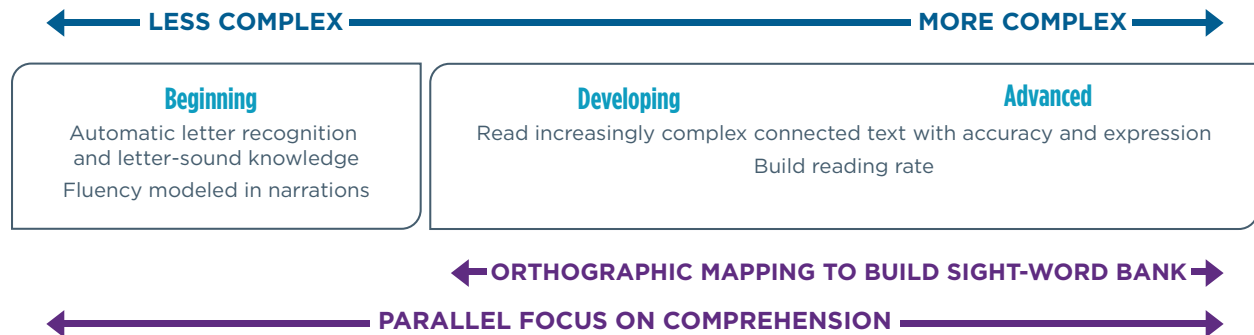 LESS COMPLEX
MORE COMPLEX
Beginning
Automatic letter recognition
and letter-sound knowledge
Fluency modeled in narrations
Developing
Advanced
Read increasingly complex connected text with accuracy and expression
Build reading rate
ORTHOGRAPHIC MAPPING TO BUILD SIGHT-WORD BANK
PARALLEL FOCUS ON COMPREHENSION